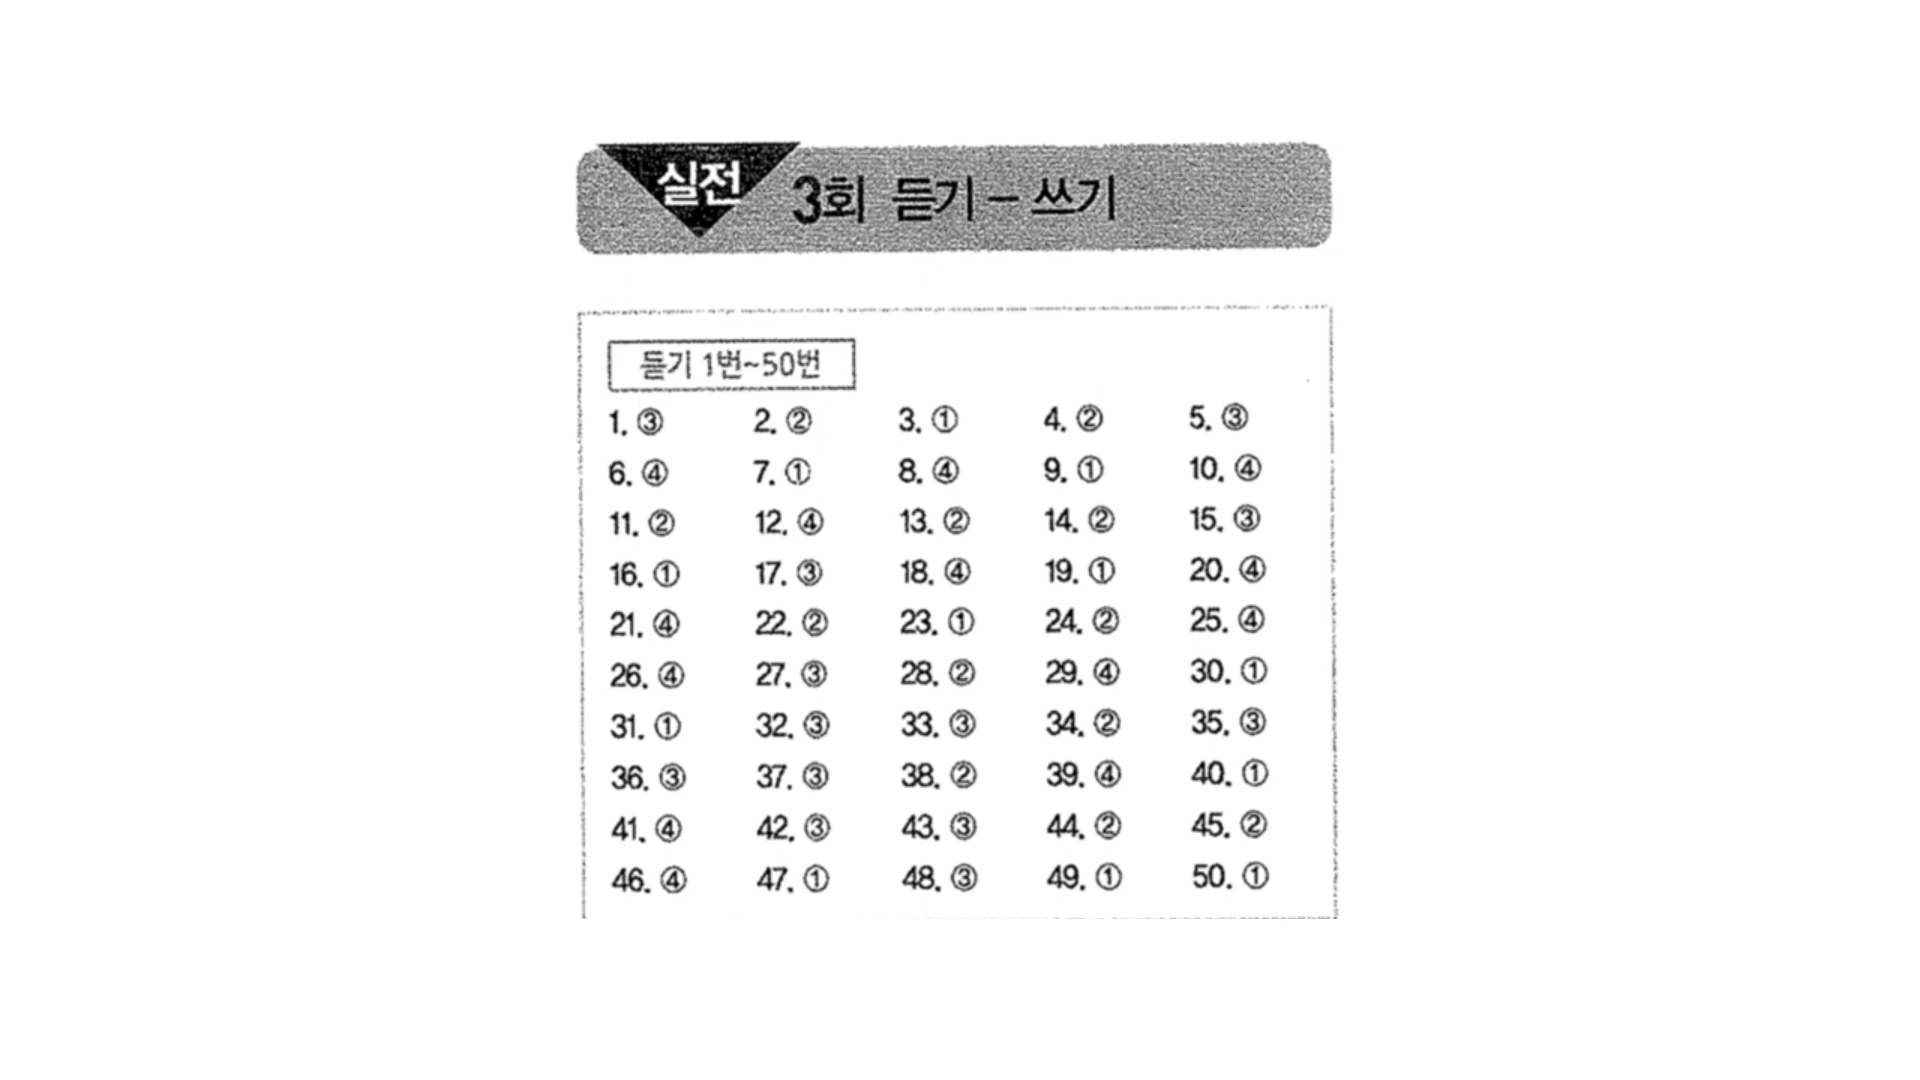 실전 3회 듣기 – 쓰기
듣기 1번~50번
1. ③ 2. ② 3. ① 4. ② 5. ③
6. ④ 7. ① 8. ④ 9. ① 10. ④
11. ② 12. ④ 13. ② 14. ② 15. ③
16. ① 17. ③ 18. ④ 19. ① 20. ④
21. ④ 22. ② 23. ① 24. ② 25. ④
26. ④ 27. ③ 28. ② 29. ④ 30. ①
31. ① 32. ③ 33. ③ 34. ② 35. ③
36. ③ 37. ③ 38. ② 39. ④ 40. ①
41. ④ 42. ③ 43. ③ 44. ② 45. ②
46. ④ 47. ① 48. ③ 49. ① 50. ①